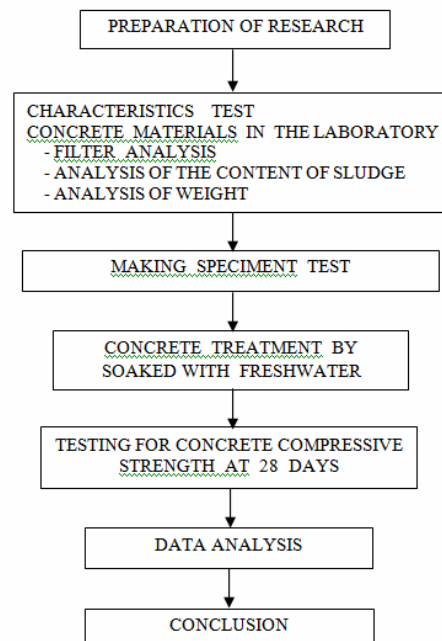 PREPARATION OF RESEARCH
CHARACTERISTICS TEST
CONCRETE MATERIALS IN THE LABORATORY
- FILTER ANALYSIS
- ANALYSIS OF THE CONTENT OF SLUDGE
- ANALYSIS OF WEIGHT
MAKING SPECIMENT TEST
CONCRETE TREATMENT BY
SOAKED WITH FRESHWATER
TESTING FOR CONCRETE COMPRESSIVE
STRENGTH AT 28 DAYS
DATA ANALYSIS
CONCLUSION